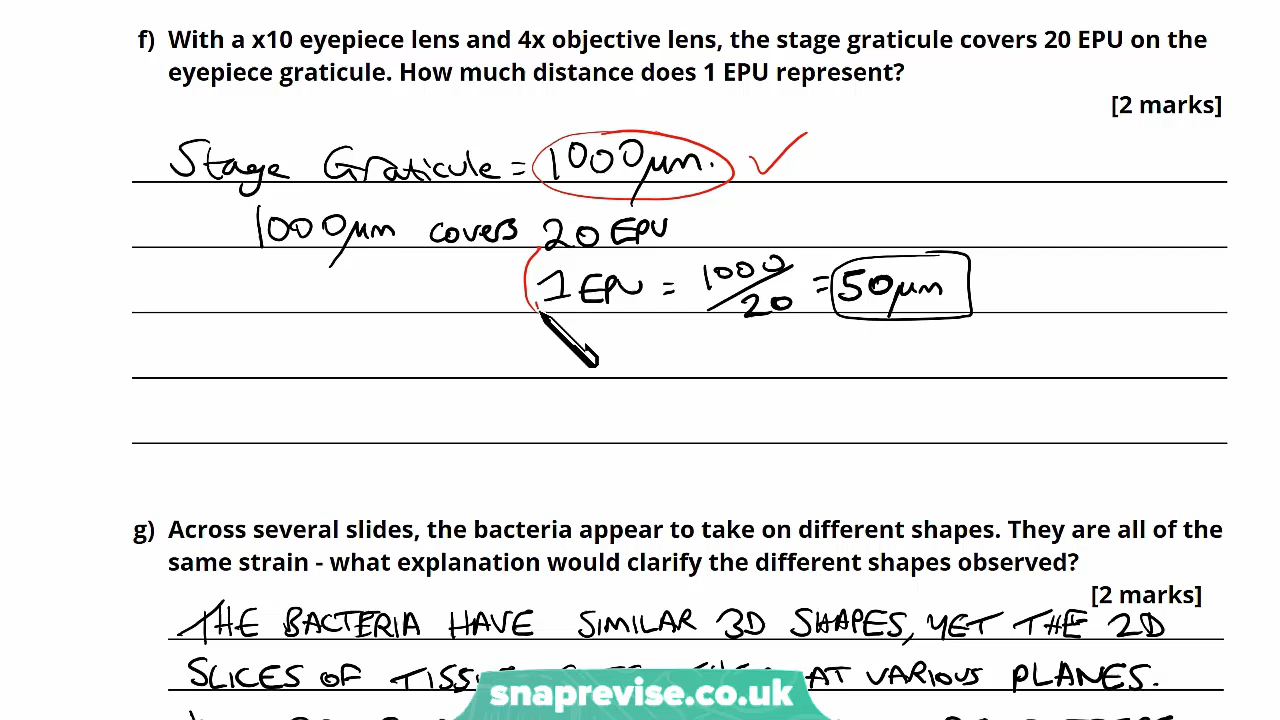 f) With a x10 eyepiece lens and 4x objective lens, the stage graticule covers 20 EPU on the
eyepiece graticule. How much distance does 1 EPU represent?
[2 marks]
Stage Graticule = 1000μm.
1000μm covers 20 EPU
1 EPU = 1000/20 = 50μm
g) Across several slides, the bacteria appear to take on different shapes. They are all of the
same strain - what explanation would clarify the different shapes observed?
[2 marks]
THE BACTERIA HAVE SIMILAR 3D SHAPES, YET THE 2D
SLICES OF AT VARIOUS PLANES.
snaprevise.co.uk